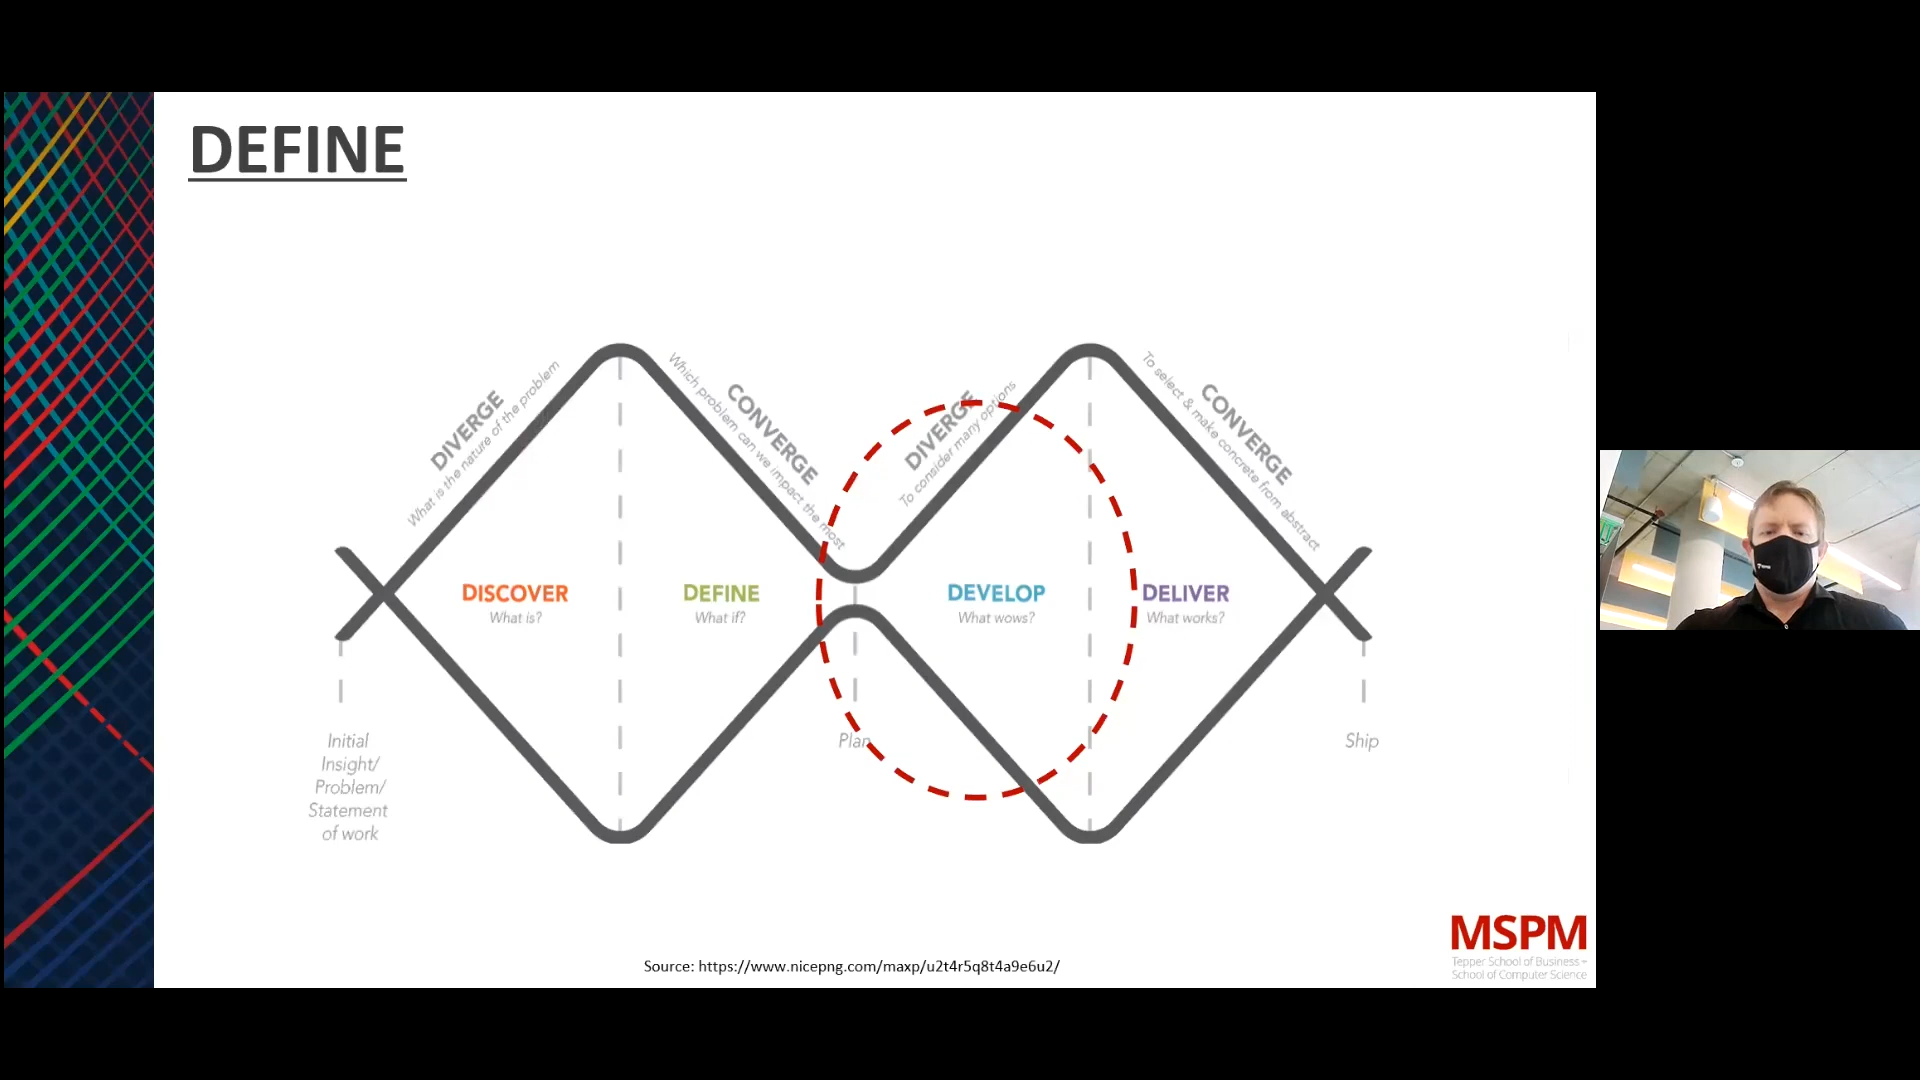 DEFINE
DIVERGE
What is the nature of the problem
CONVERGE
Which problem can we impact the most
DIVERGE
To consider many options
CONVERGE
To select & make concrete from abstract
DISCOVER
What is?
DEFINE
What if?
DEVELOP
What wows?
DELIVER
What works?
Initial
Insight/
Problem/
Statement
of work
Plan
Ship
Source: https://www.nicepng.com/maxp/u2t4r5q8t4a9e6u2/
MSPM
Tepper School of Business +
School of Computer Science